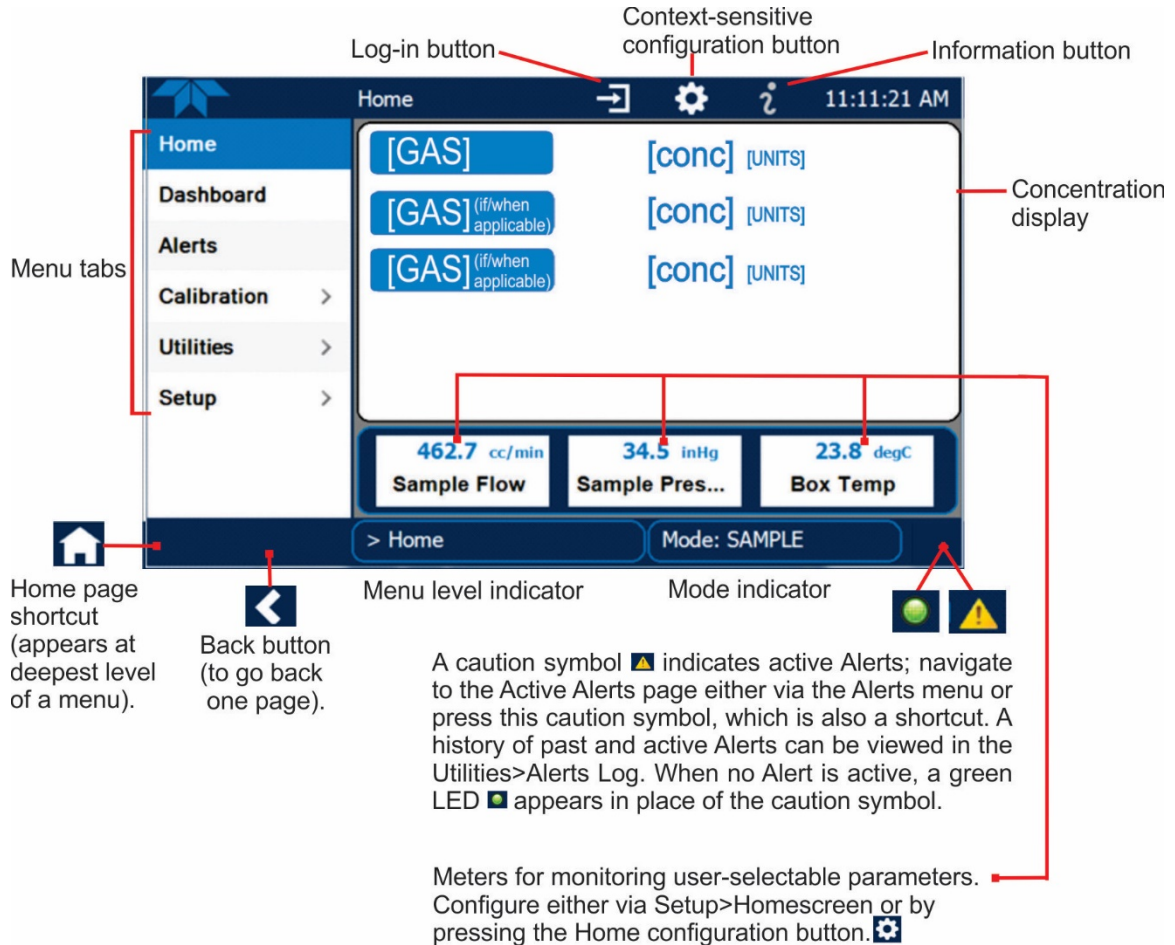 Context-sensitive
configuration button
Log-in button
Information button
Home
11:11:21 AM
Menu tabs
Home
Dashboard
Alerts
Calibration >
Utilities >
Setup >
[GAS] [conc] [UNITS]
[GAS] (if/when applicable) [conc] [UNITS]
[GAS] (if/when applicable) [conc] [UNITS]
Concentration
display
462.7 cc/min
Sample Flow
34.5 inHg
Sample Pres...
23.8 degC
Box Temp
> Home
Mode: SAMPLE
Home page
shortcut
(appears at
deepest level
of a menu).
Back button
(to go back
one page).
Menu level indicator
Mode indicator
A caution symbol indicates active Alerts; navigate
to the Active Alerts page either via the Alerts menu or
press this caution symbol, which is also a shortcut. A
history of past and active Alerts can be viewed in the
Utilities>Alerts Log. When no Alert is active, a green
LED appears in place of the caution symbol.
Meters for monitoring user-selectable parameters.
Configure either via Setup>Homescreen or by
pressing the Home configuration button.